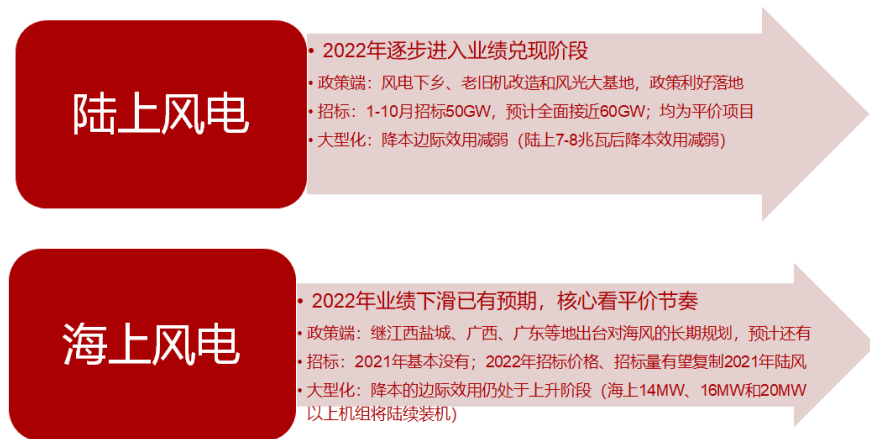 陆上风电
• 2022年逐步进入业绩兑现阶段
• 政策端：风电下乡、老旧机改造和风光大基地，政策利好落地
• 招标：1-10月招标50GW，预计全面接近60GW；均为平价项目
• 大型化：降本边际效用减弱（陆上7-8兆瓦后降本效用减弱）
海上风电
• 2022年业绩下滑已有预期，核心看平价节奏
• 政策端：继江西盐城、广西、广东等地出台对海风的长期规划，预计还有
• 招标：2021年基本没有；2022年招标价格、招标量有望复制2021年陆风
• 大型化：降本的边际效用仍处于上升阶段（海上14MW、16MW和20MW
以上机组将陆续装机）